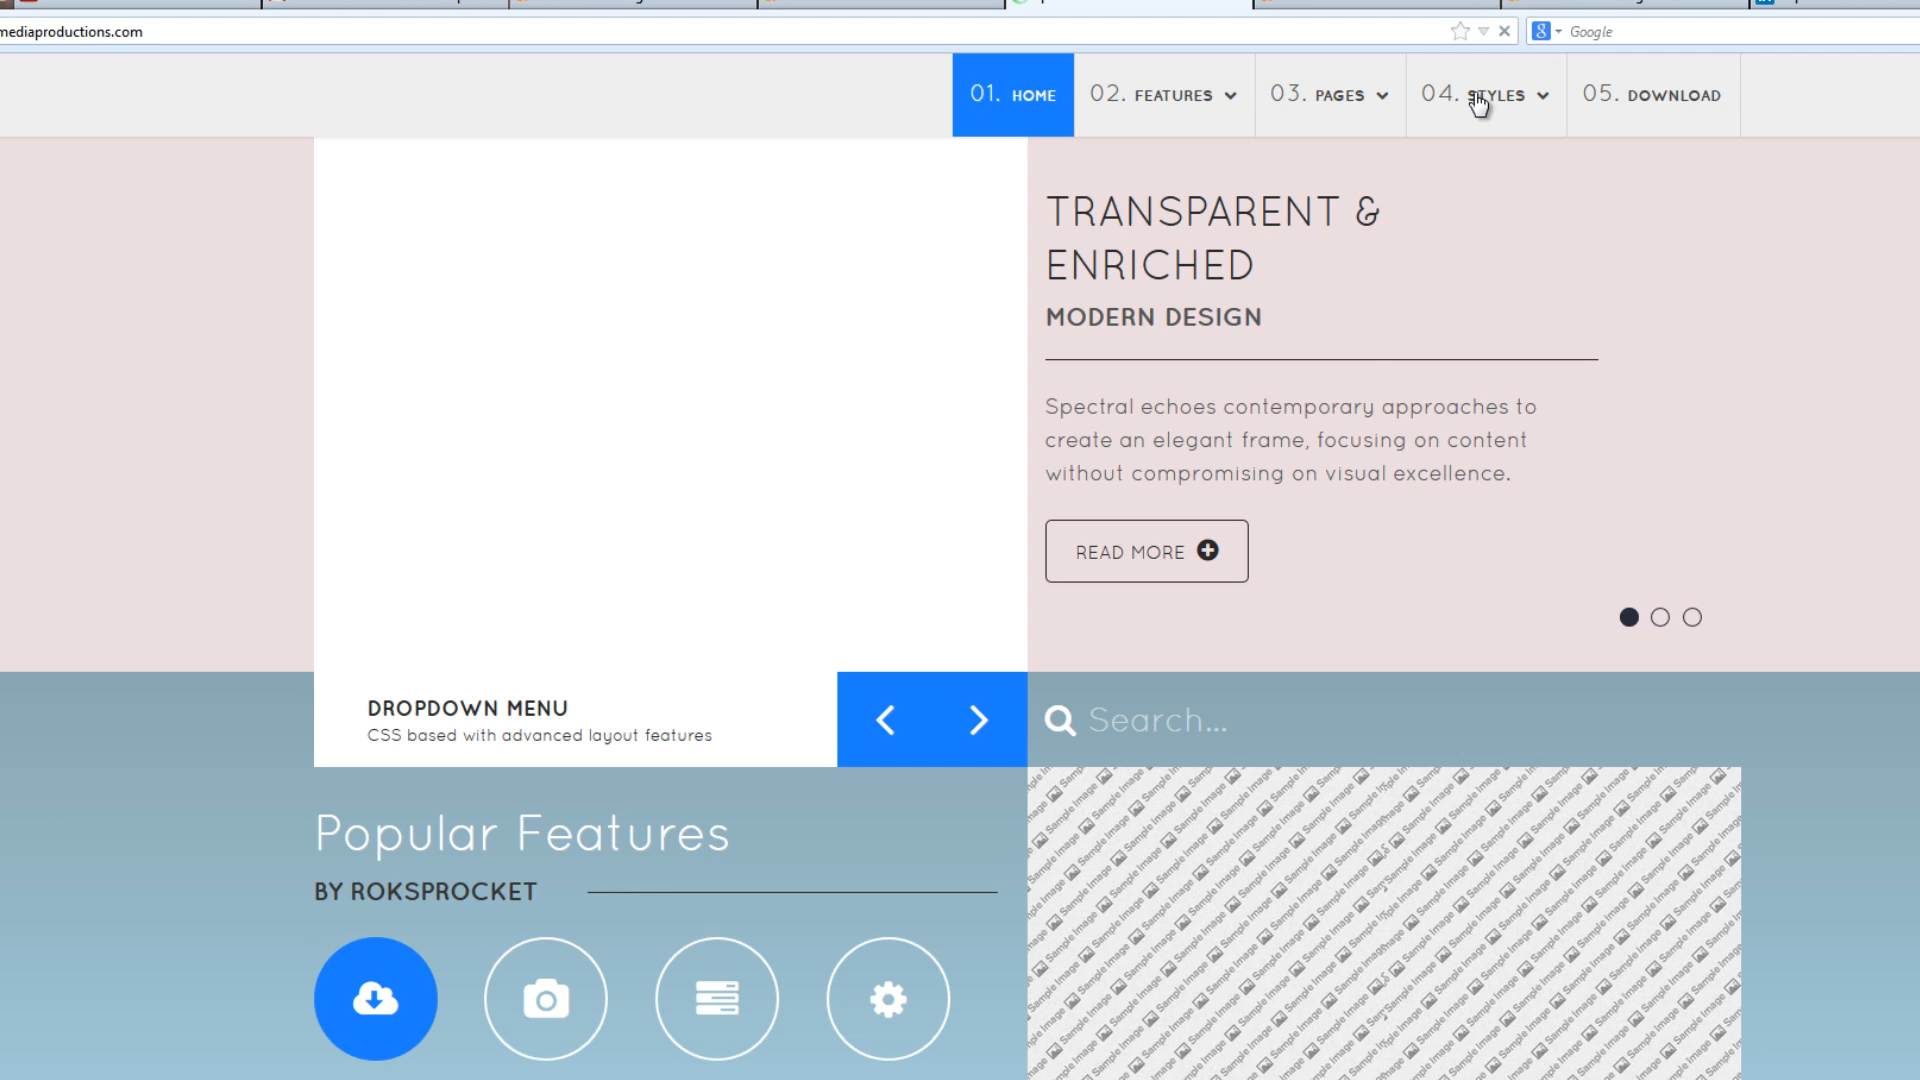 mediaproductions.com
Google
01. HOME
02. FEATURES
03. PAGES
04. STYLES
05. DOWNLOAD
TRANSPARENT &
ENRICHED
MODERN DESIGN
Spectral echoes contemporary approaches to
create an elegant frame, focusing on content
without compromising on visual excellence.
READ MORE
DROPDOWN MENU
CSS based with advanced layout features
Search...
Popular Features
BY ROKSPROCKET
Sample Image